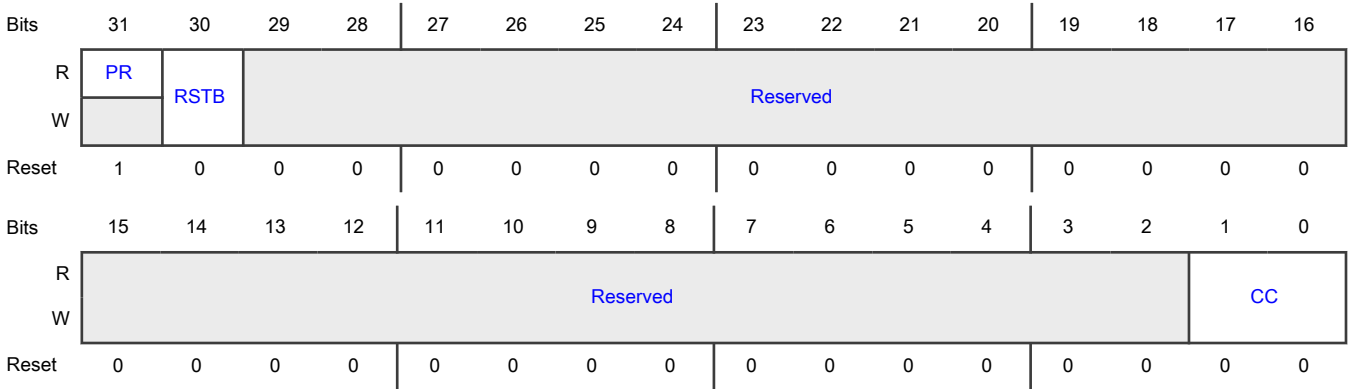 Bits 31 30 29 28 27 26 25 24 23 22 21 20 19 18 17 16
R PR
RSTB Reserved
W
Reset 1 0 0 0 0 0 0 0 0 0 0 0 0 0 0 0
Bits 15 14 13 12 11 10 9 8 7 6 5 4 3 2 1 0
R
Reserved CC
W
Reset 0 0 0 0 0 0 0 0 0 0 0 0 0 0 0 0